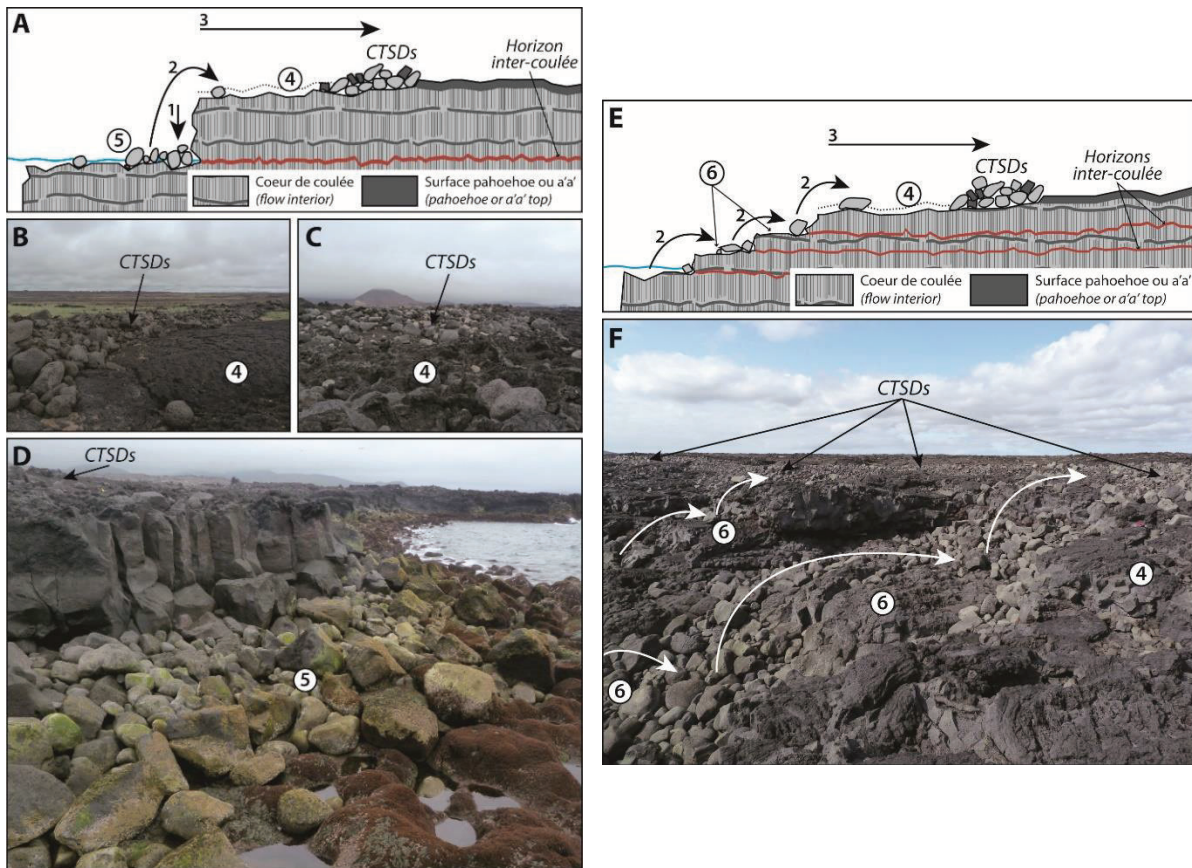 A
3
CTSDs
Horizon
inter-coulée
2
4
1
5
Coeur de coulée
(flow interior)
Surface pahoehoe ou a'a'
(pahoehoe or a'a' top)
B
CTSDs
4
C
CTSDs
4
D
CTSDs
5
E
3
CTSDs
Horizons
inter-coulée
6
2
4
2
2
Coeur de coulée
(flow interior)
Surface pahoehoe ou a'a'
(pahoehoe or a'a' top)
F
CTSDs
6
4
6
6